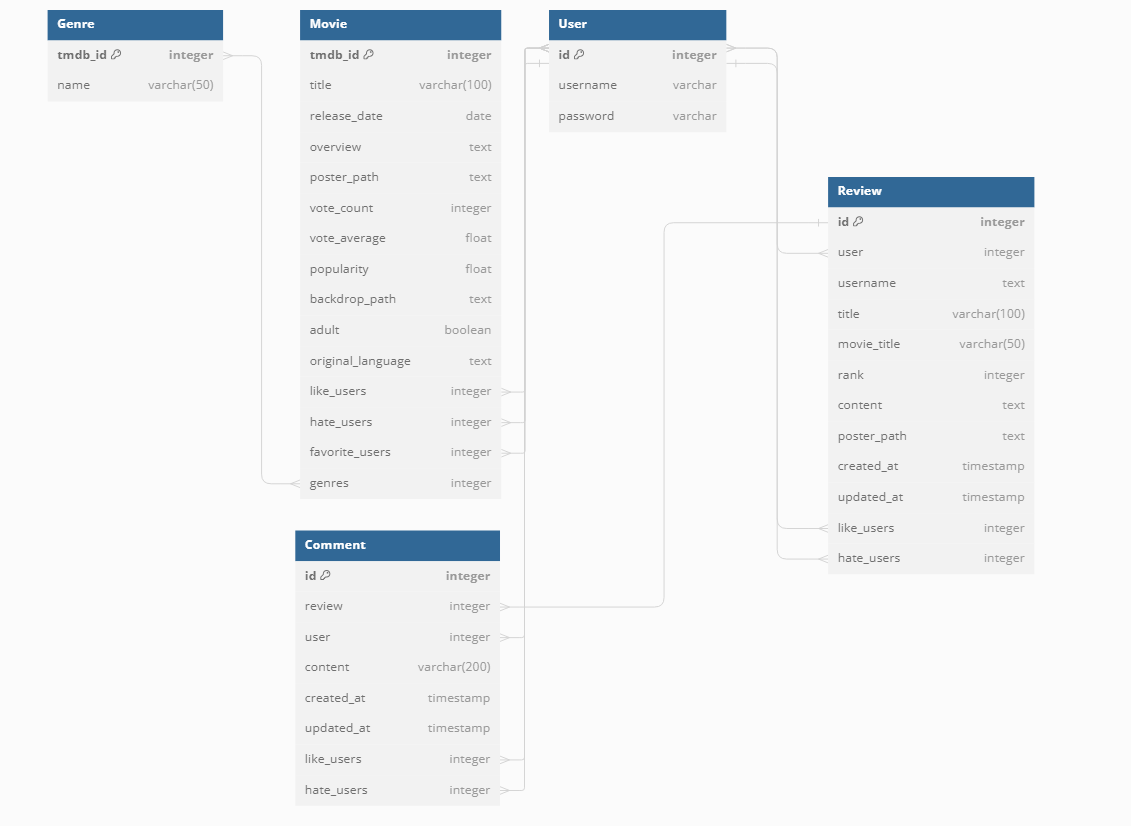 Genre
tmdb_id integer
name varchar(50)
Movie
tmdb_id integer
title varchar(100)
release_date date
overview text
poster_path text
vote_count integer
vote_average float
popularity float
backdrop_path text
adult boolean
original_language text
like_users integer
hate_users integer
favorite_users integer
genres integer
User
id integer
username varchar
password varchar
Review
id integer
user integer
username text
title varchar(100)
movie_title varchar(50)
rank integer
content text
poster_path text
created_at timestamp
updated_at timestamp
like_users integer
hate_users integer
Comment
id integer
review integer
user integer
content varchar(200)
created_at timestamp
updated_at timestamp
like_users integer
hate_users integer